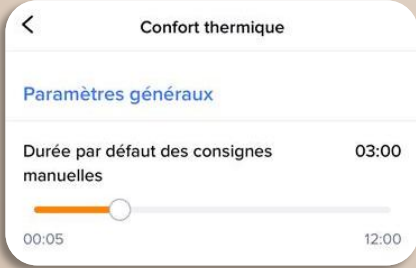 Confort thermique
Paramètres généraux
Durée par défaut des consignes 03:00
manuelles
00:05 12:00